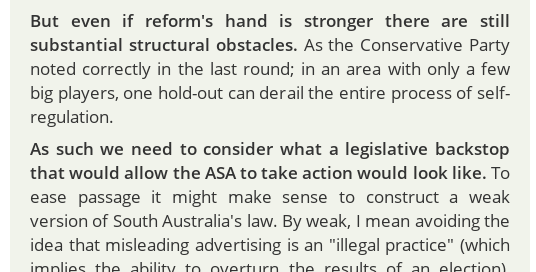 But even if reform's hand is stronger there are still
substantial structural obstacles. As the Conservative Party
noted correctly in the last round; in an area with only a few
big players, one hold-out can derail the entire process of self-
regulation.
As such we need to consider what a legislative backstop
that would allow the ASA to take action would look like. To
ease passage it might make sense to construct a weak
version of South Australia's law. By weak, I mean avoiding the
idea that misleading advertising is an "illegal practice" (which
implies the ability to overturn the results of an election).